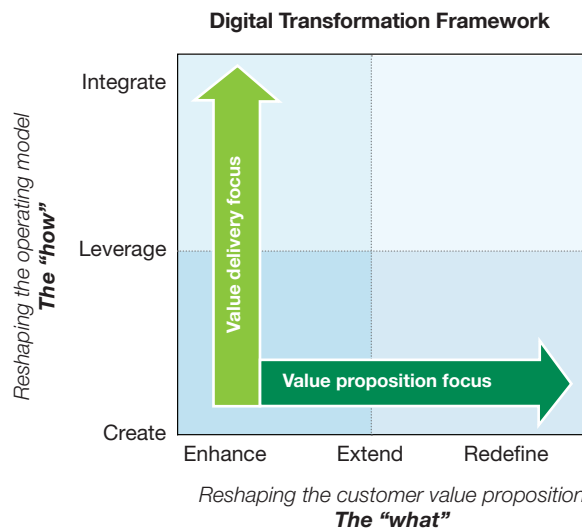 Digital Transformation Framework
Integrate
Leverage
Create
Reshaping the operating model
The “how”
Value delivery focus
Value proposition focus
Enhance
Extend
Redefine
Reshaping the customer value proposition
The “what”